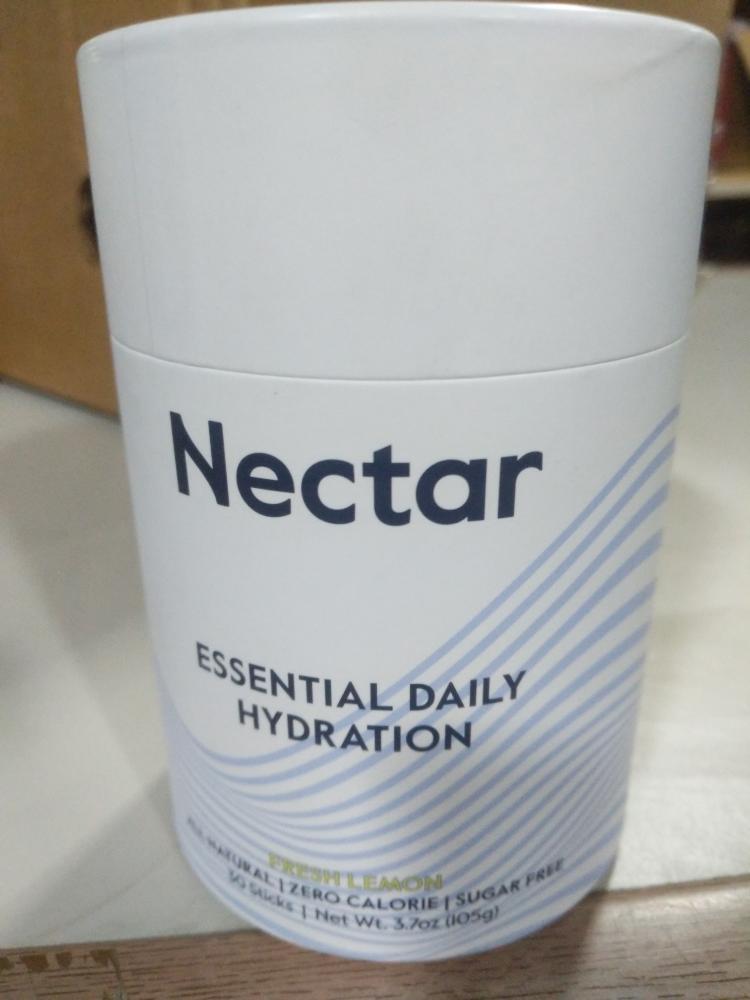 Nectar
ESSENTIAL DAILY
HYDRATION
FRESH LEMON
ALL NATURAL | ZERO CALORIE | SUGAR FREE
30 Sticks | Net Wt. 3.7oz (105g)